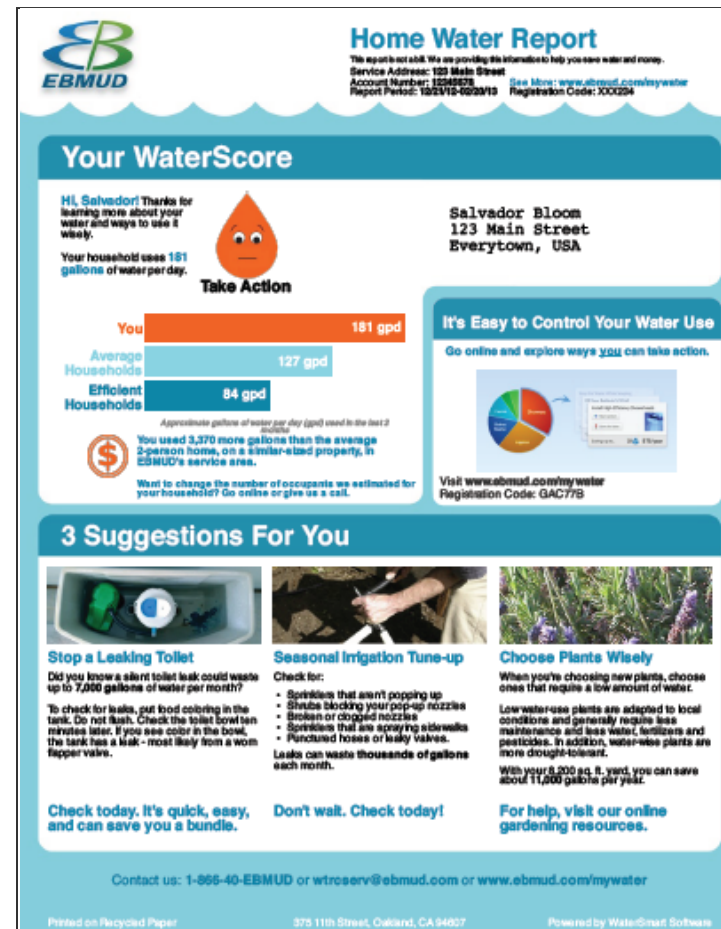 EBMUD
Home Water Report
This report is not a bill. We are providing this information to help you save water and money.
Service Address: 123 Main Street
Account Number: 12345678
See More: www.ebmud.com/mywater
Report Period: 12/21/12-02/20/13
Registration Code: XXX234
Your WaterScore
Hi, Salvador! Thanks for
learning more about your
water and ways to use it
wisely.
Your household uses 181
gallons of water per day.
Take Action
Salvador Bloom
123 Main Street
Everytown, USA
You
181 gpd
Average
Households
127 gpd
Efficient
Households
84 gpd
Approximate gallons of water per day (gpd) used in the last 2
months
You used 3,370 more gallons than the average
2-person home, on a similar-sized property, in
EBMUD's service area.
Want to change the number of occupants we estimated for
your household? Go online or give us a call.
It's Easy to Control Your Water Use
Go online and explore ways you can take action.
Visit www.ebmud.com/mywater
Registration Code: GAC77B
3 Suggestions For You
Stop a Leaking Toilet
Did you know a silent toilet leak could waste
up to 7,000 gallons of water per month?
To check for leaks, put food coloring in the
tank. Do not flush. Check the toilet bowl ten
minutes later. If you see color in the bowl,
the tank has a leak - most likely from a worn
flapper valve.
Check today. It's quick, easy,
and can save you a bundle.
Seasonal Irrigation Tune-up
Check for:
• Sprinklers that aren't popping up
• Shrubs blocking your pop-up nozzles
• Broken or clogged nozzles
• Sprinklers that are spraying sidewalks
• Punctured hoses or leaky valves.
Leaks can waste thousands of gallons
each month.
Don't wait. Check today!
Choose Plants Wisely
When you're choosing new plants, choose
ones that require a low amount of water.
Low water-use plants are adapted to local
conditions and generally require less
maintenance and less water, fertilizers and
pesticides. In addition, water-wise plants are
more drought-tolerant.
With your 8,200 sq. ft. yard, you can save
about 11,000 gallons per year.
For help, visit our online
gardening resources.
Contact us: 1-866-40-EBMUD or wtrcserv@ebmud.com or www.ebmud.com/mywater
Printed on Recycled Paper
375 11th Street, Oakland, CA 94607
Powered by WaterSmart Software